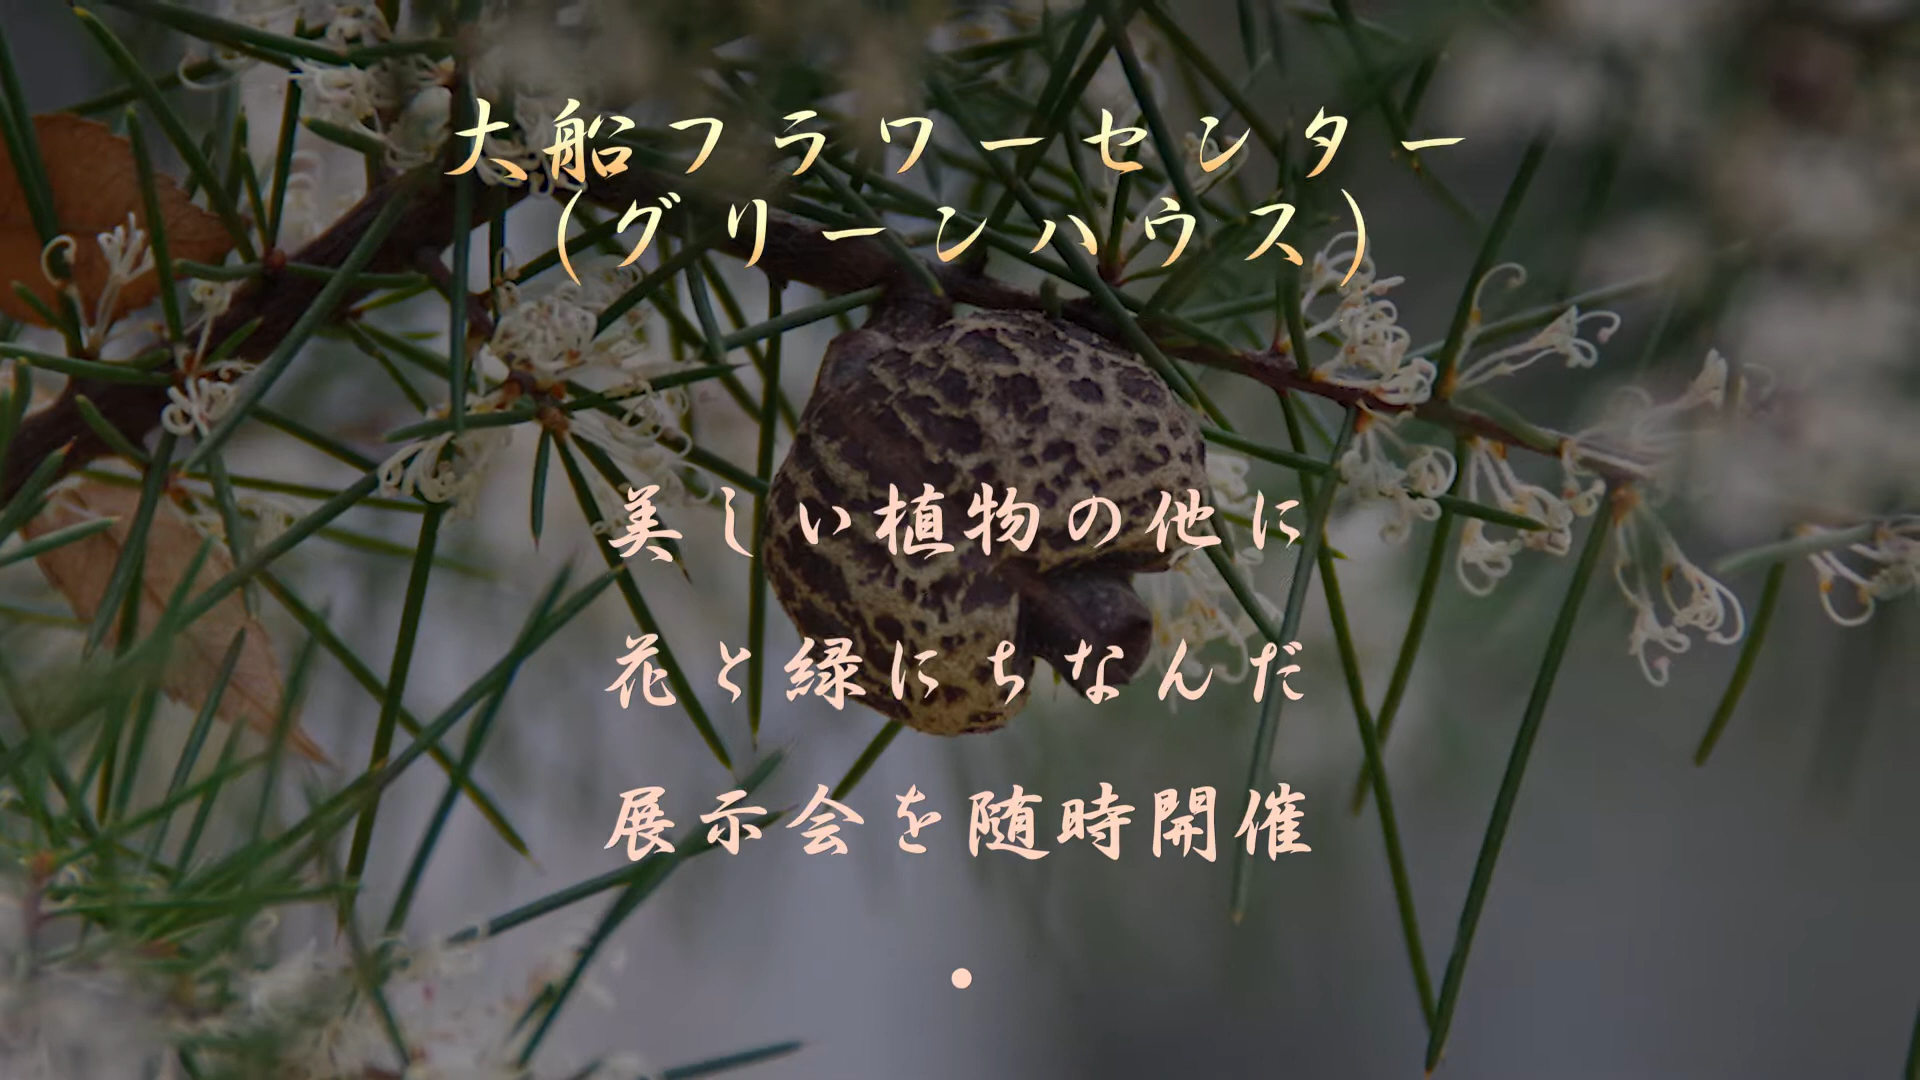 大船フラワーセンター
(グリーンハウス)
美しい植物の他に
花と緑にちなんだ
展示会を随時開催
•